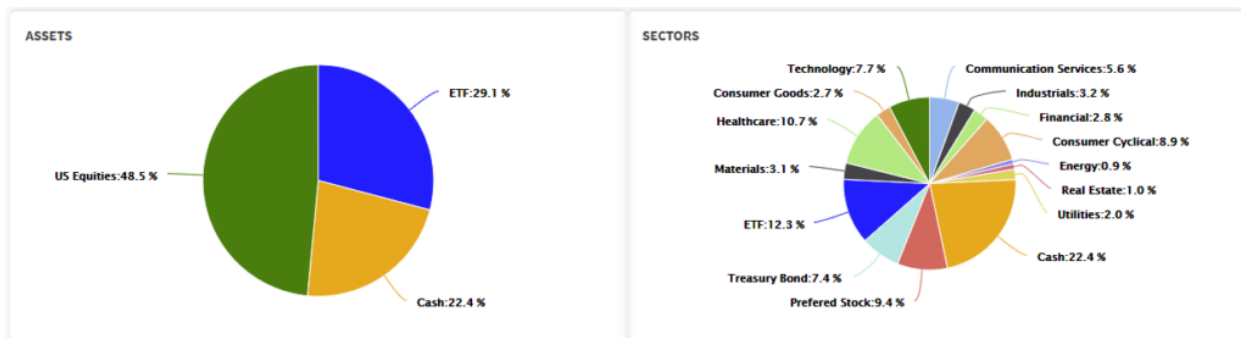 ASSETS
ETF:29.1 %
US Equities:48.5 %
Cash:22.4 %
SECTORS
Technology:7.7 %
Communication Services:5.6 %
Consumer Goods:2.7 %
Industrials:3.2 %
Healthcare:10.7 %
Financial:2.8 %
Consumer Cyclical:8.9 %
Materials:3.1 %
Energy:0.9 %
Real Estate:1.0 %
ETF:12.3 %
Utilities:2.0 %
Cash:22.4 %
Treasury Bond:7.4 %
Prefered Stock:9.4 %